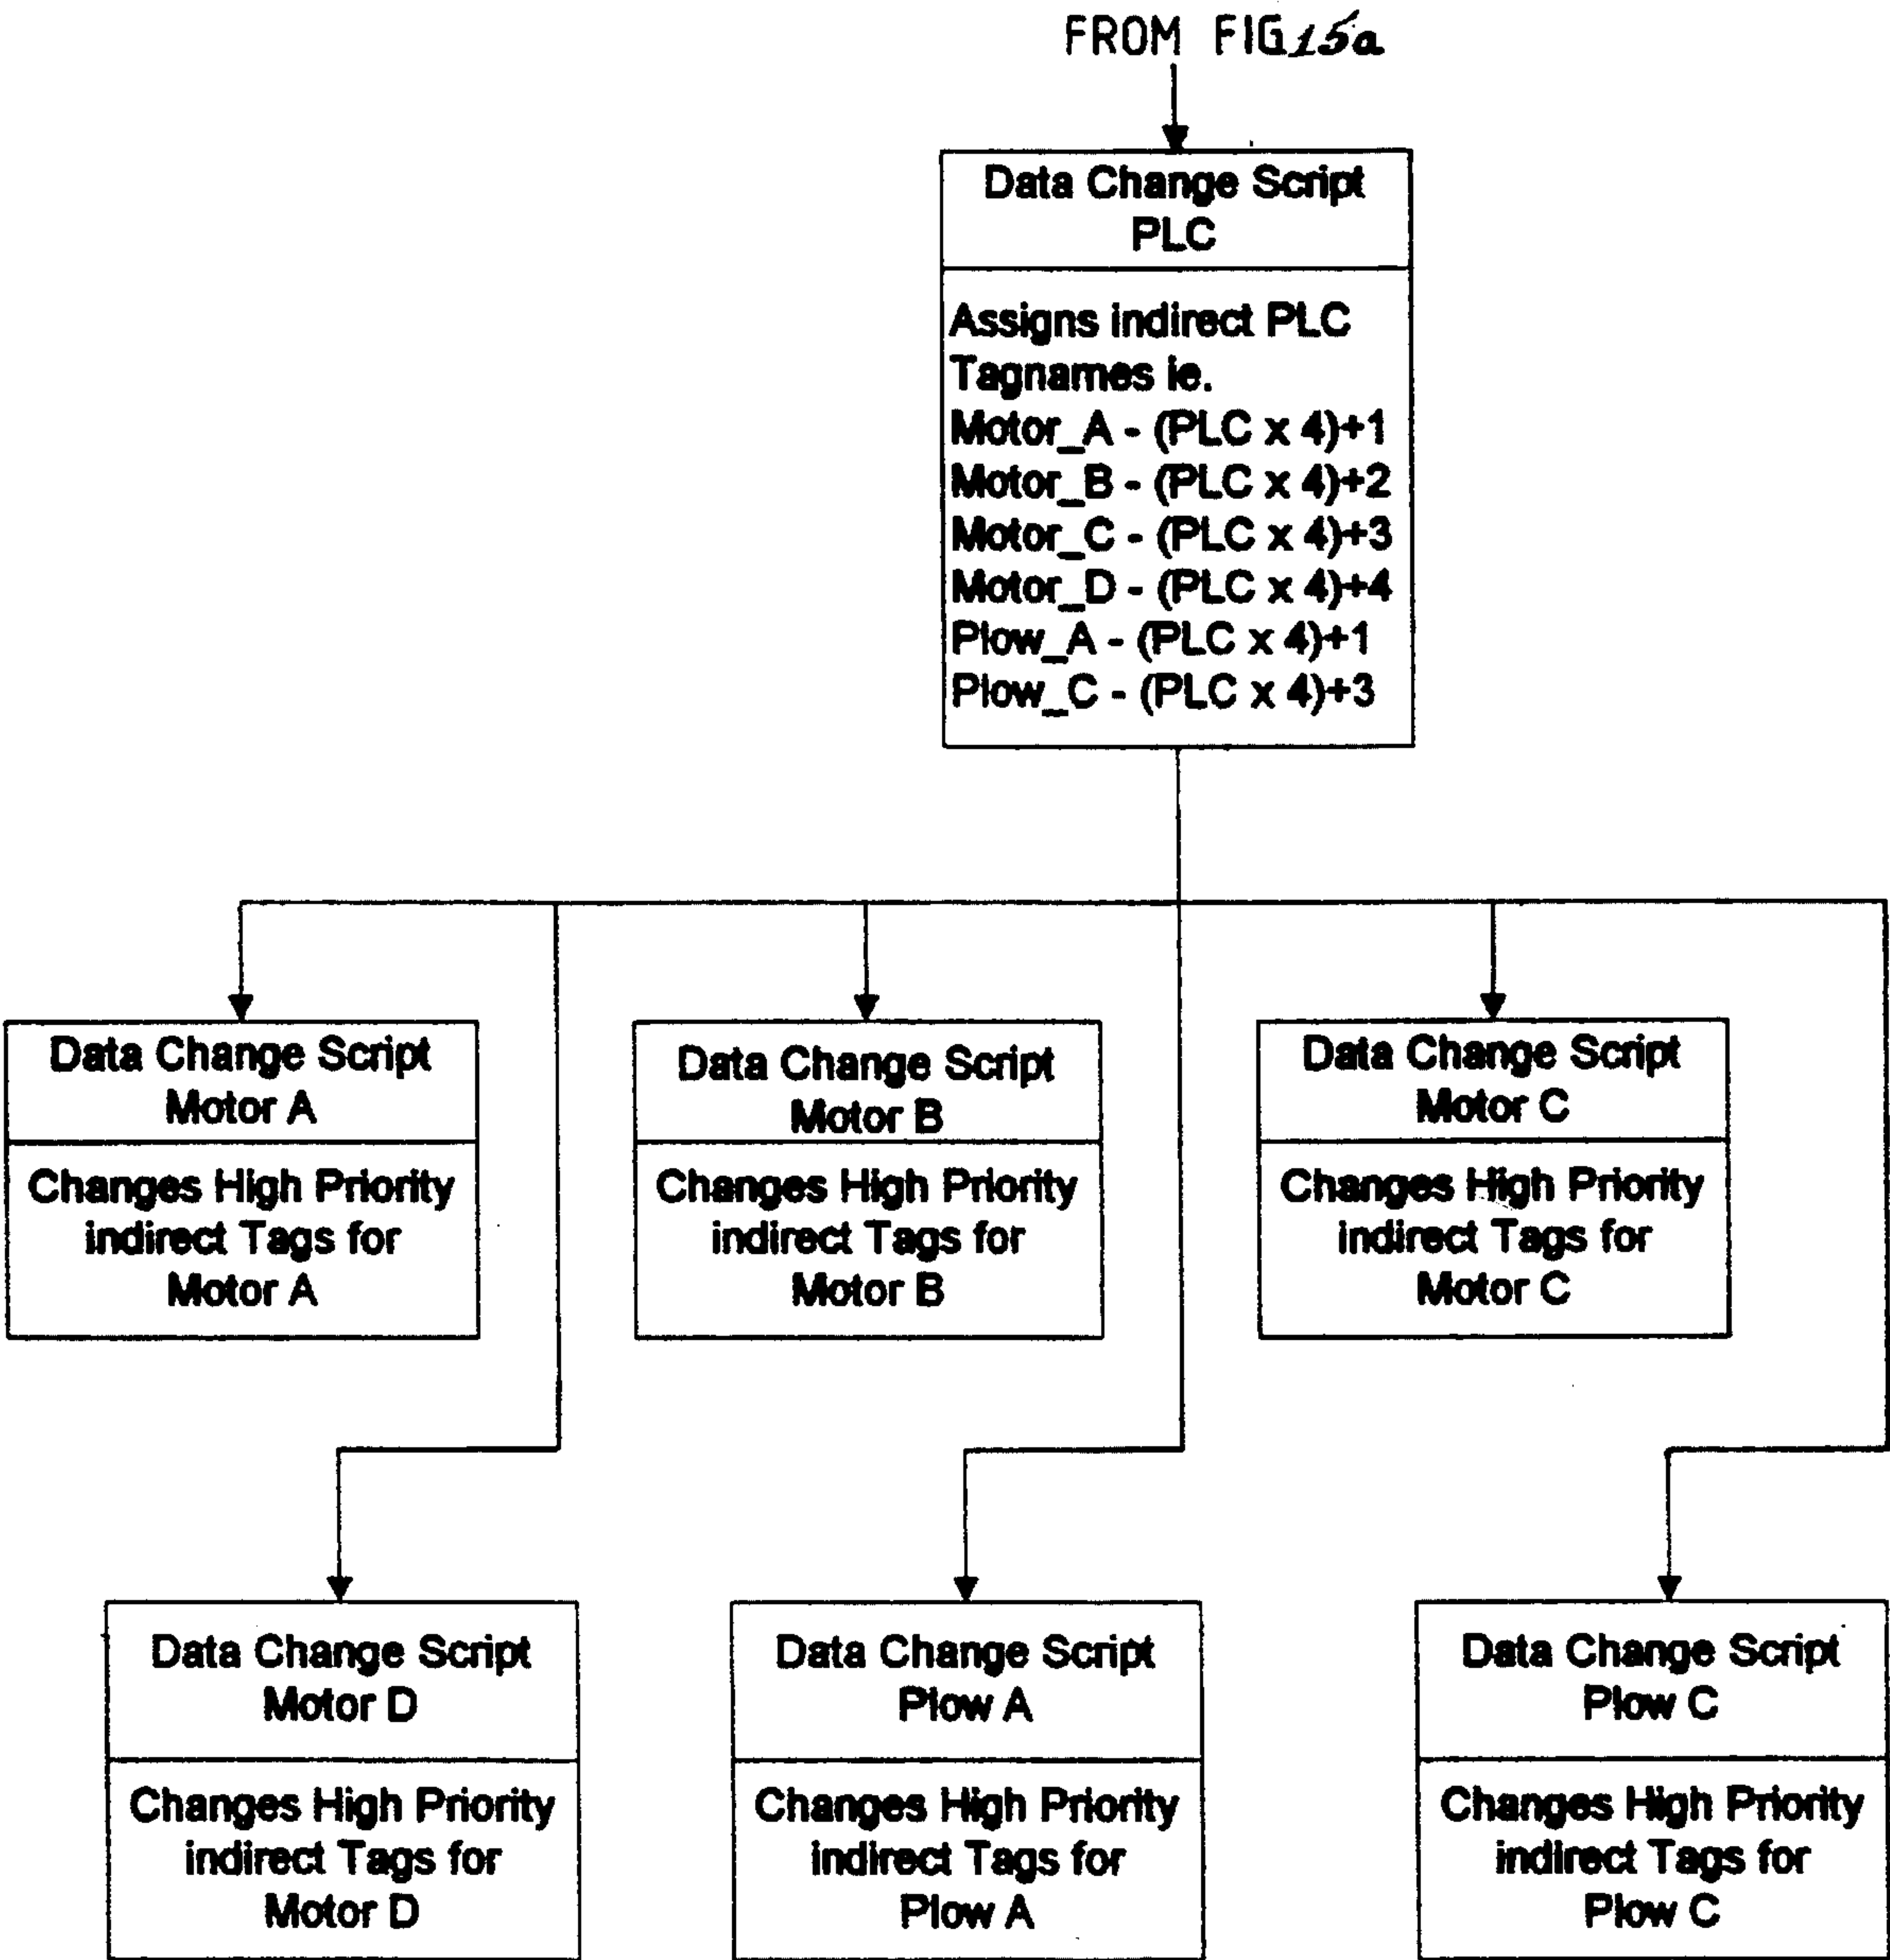 FROM FIG 15a
Data Change Script
PLC
Assigns indirect PLC
Tagnames ie.
Motor_A - (PLC x 4)+1
Motor_B - (PLC x 4)+2
Motor_C - (PLC x 4)+3
Motor_D - (PLC x 4)+4
Plow_A - (PLC x 4)+1
Plow_C - (PLC x 4)+3
Data Change Script
Motor A
Changes High Priority
indirect Tags for
Motor A
Data Change Script
Motor B
Changes High Priority
indirect Tags for
Motor B
Data Change Script
Motor C
Changes High Priority
indirect Tags for
Motor C
Data Change Script
Motor D
Changes High Priority
indirect Tags for
Motor D
Data Change Script
Plow A
Changes High Priority
indirect Tags for
Plow A
Data Change Script
Plow C
Changes High Priority
indirect Tags for
Plow C